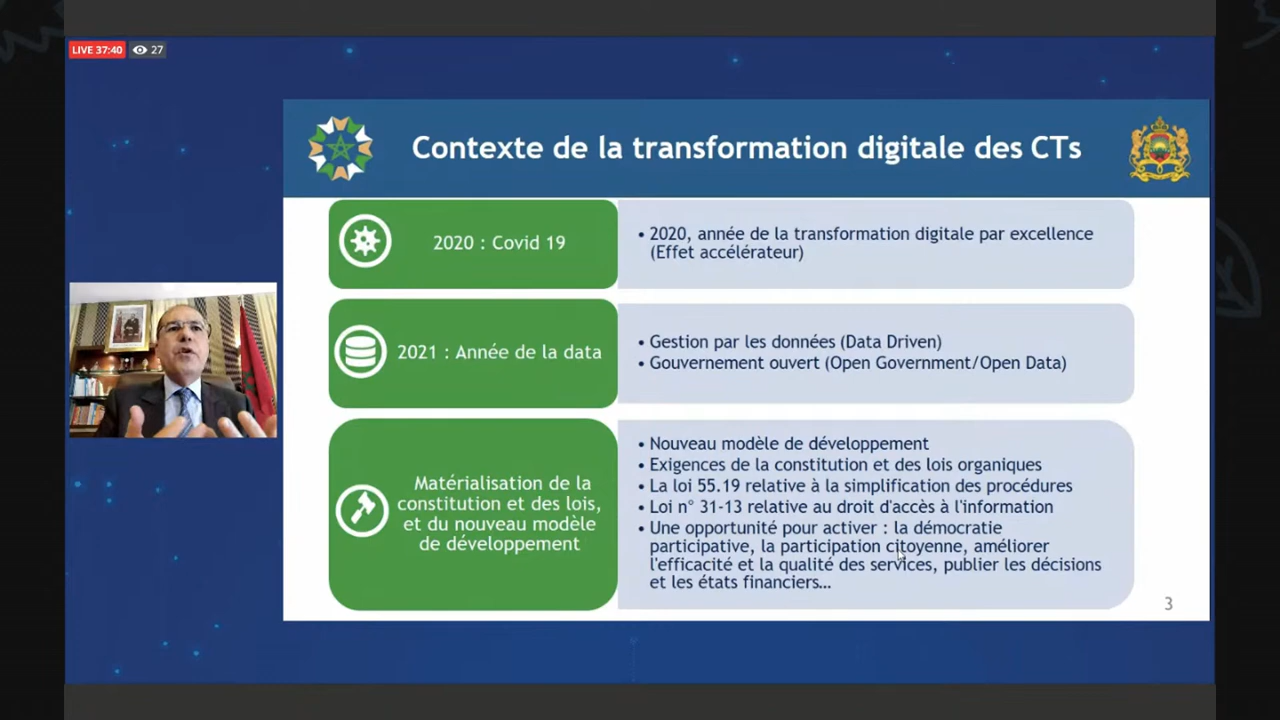 LIVE 37:40 27
Contexte de la transformation digitale des CTs
2020 : Covid 19
• 2020, année de la transformation digitale par excellence
(Effet accélérateur)
2021 : Année de la data
• Gestion par les données (Data Driven)
• Gouvernement ouvert (Open Government/Open Data)
Matérialisation de la
constitution et des lois,
et du nouveau modèle
de développement
• Nouveau modèle de développement
• Exigences de la constitution et des lois organiques
• La loi 55.19 relative à la simplification des procédures
• Loi n° 31-13 relative au droit d'accès à l'information
• Une opportunité pour activer : la démocratie
participative, la participation citoyenne, améliorer
l'efficacité et la qualité des services, publier les décisions
et les états financiers…
3